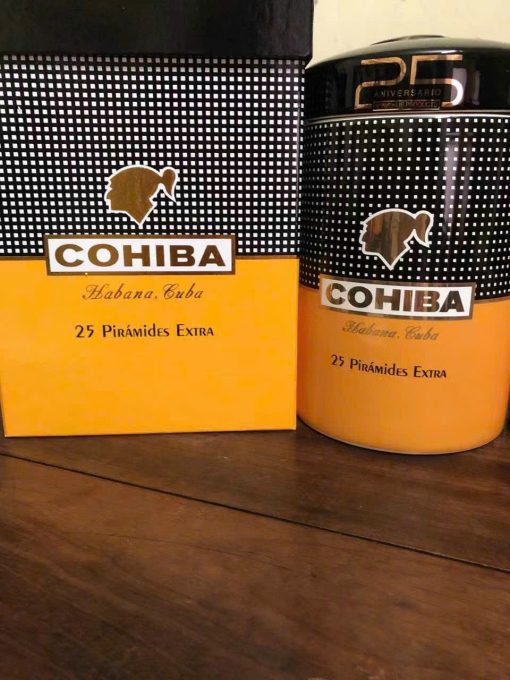 COHIBA
Habana, Cuba
25 Pirámides Extra
25
ANIVERSARIO
COHIBA
Habana, Cuba
25 Pirámides Extra